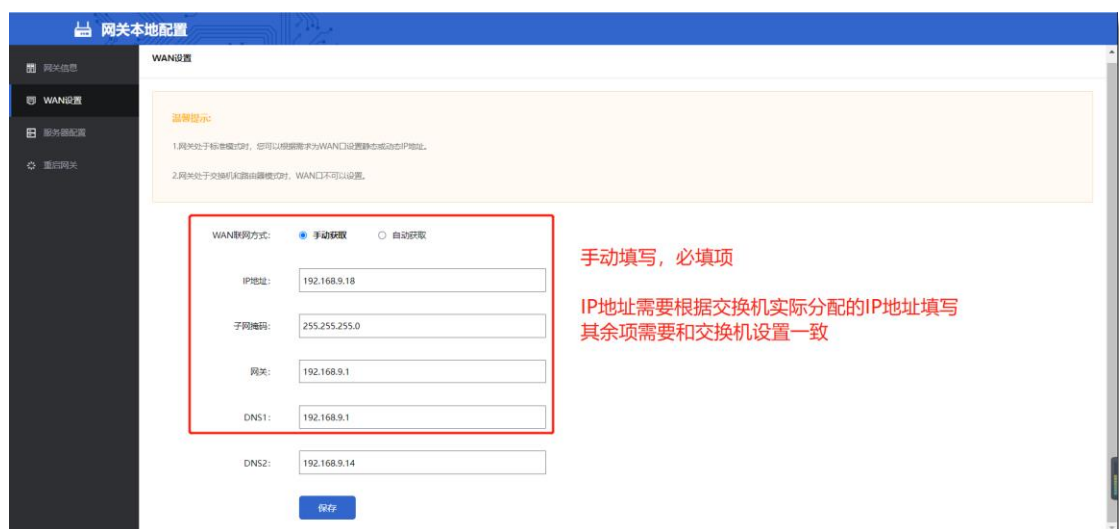 网关本地配置
网关信息
WAN设置
服务器配置
重启网关
WAN设置
温馨提示:
1.网关处于标准模式时，您可以根据需求为WAN口设置静态或动态IP地址。
2.网关处于交换机和路由器模式时，WAN口不可以设置。
WAN联网方式: 手动获取 自动获取
IP地址: 192.168.9.18
子网掩码: 255.255.255.0
网关: 192.168.9.1
DNS1: 192.168.9.1
DNS2: 192.168.9.14
保存
手动填写，必填项
IP地址需要根据交换机实际分配的IP地址填写
其余项需要和交换机设置一致